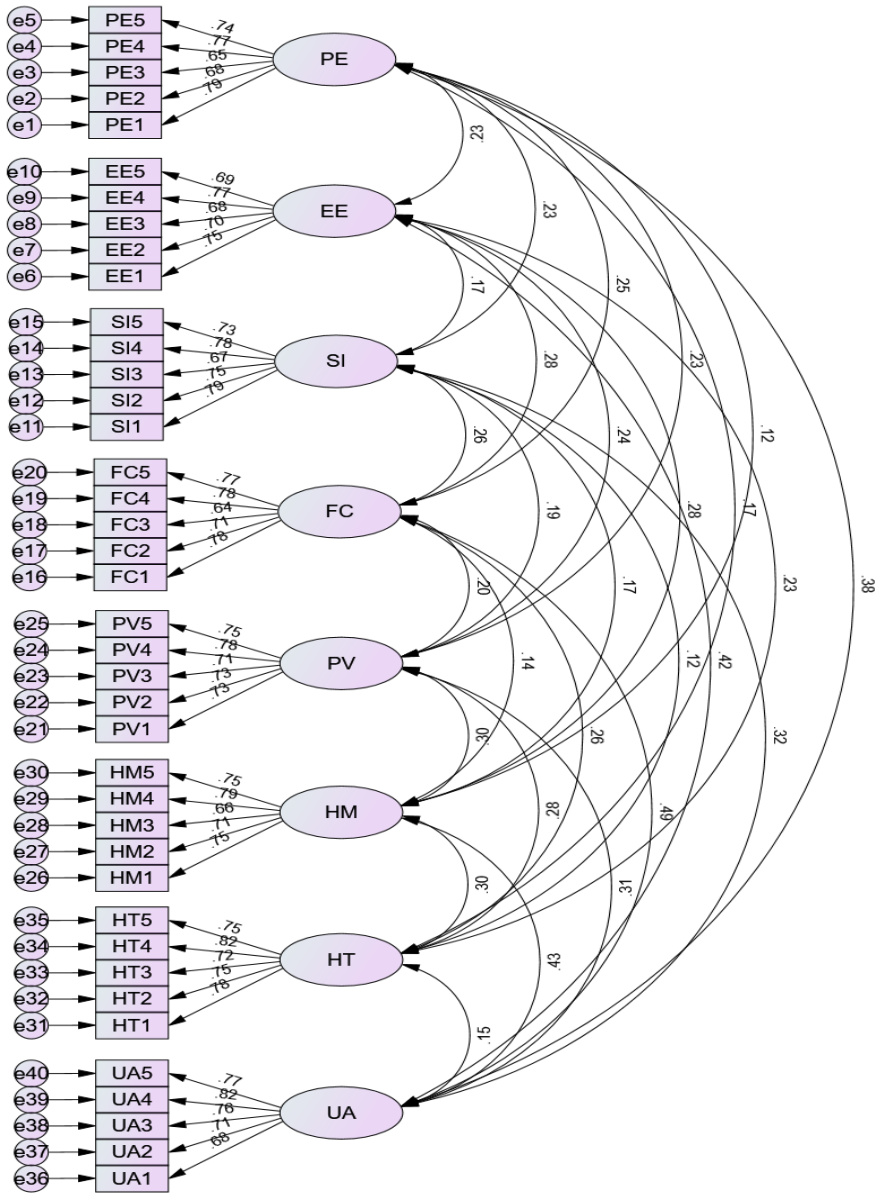 e5 PE5 .74
e4 PE4 .77
e3 PE3 .65
e2 PE2 .68
e1 PE1 .79
PE
e10 EE5 .69
e9 EE4 .77
e8 EE3 .68
e7 EE2 .70
e6 EE1 .75
EE
e15 SI5 .73
e14 SI4 .78
e13 SI3 .67
e12 SI2 .75
e11 SI1 .79
SI
e20 FC5 .77
e19 FC4 .78
e18 FC3 .64
e17 FC2 .71
e16 FC1 .78
FC
e25 PV5 .75
e24 PV4 .78
e23 PV3 .71
e22 PV2 .73
e21 PV1 .73
PV
e30 HM5 .75
e29 HM4 .79
e28 HM3 .66
e27 HM2 .71
e26 HM1 .75
HM
e35 HT5 .75
e34 HT4 .82
e33 HT3 .72
e32 HT2 .75
e31 HT1 .78
HT
e40 UA5 .77
e39 UA4 .82
e38 UA3 .76
e37 UA2 .71
e36 UA1 .68
UA
.23
.23
.17
.25
.28
.23
.26
.24
.12
.19
.28
.17
.20
.17
.23
.38
.14
.12
.42
.30
.26
.32
.28
.49
.30
.31
.43
.15